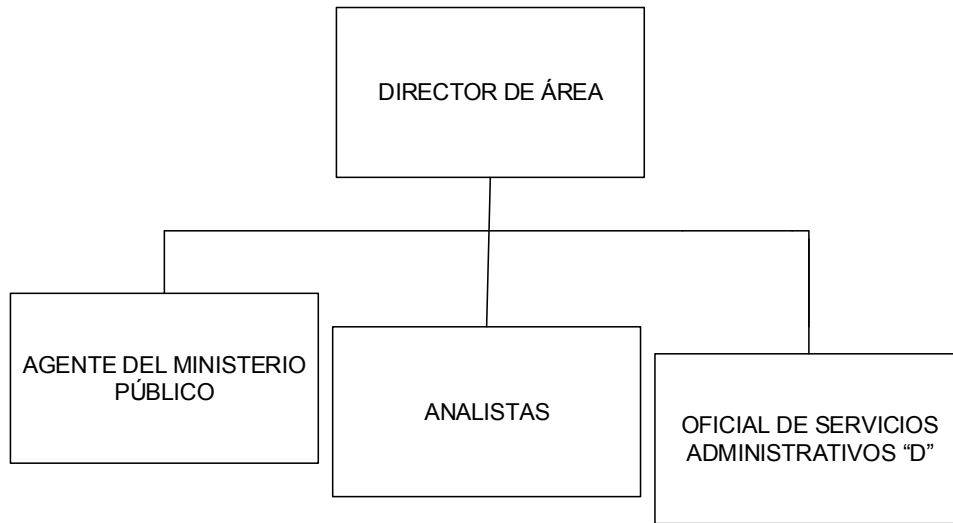 DIRECTOR DE ÁREA
AGENTE DEL MINISTERIO
PÚBLICO
ANALISTAS
OFICIAL DE SERVICIOS
ADMINISTRATIVOS “D”